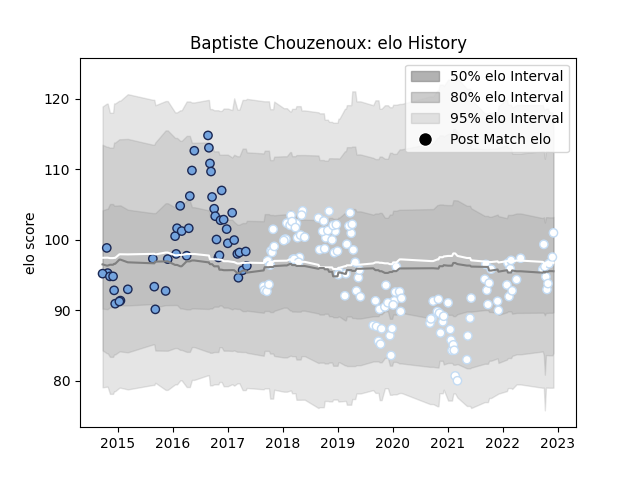 Baptiste Chouzenoux: elo History
50% elo Interval
80% elo Interval
95% elo Interval
Post Match elo
elo score
120
110
100
90
80
2015 2016 2017 2018 2019 2020 2021 2022 2023